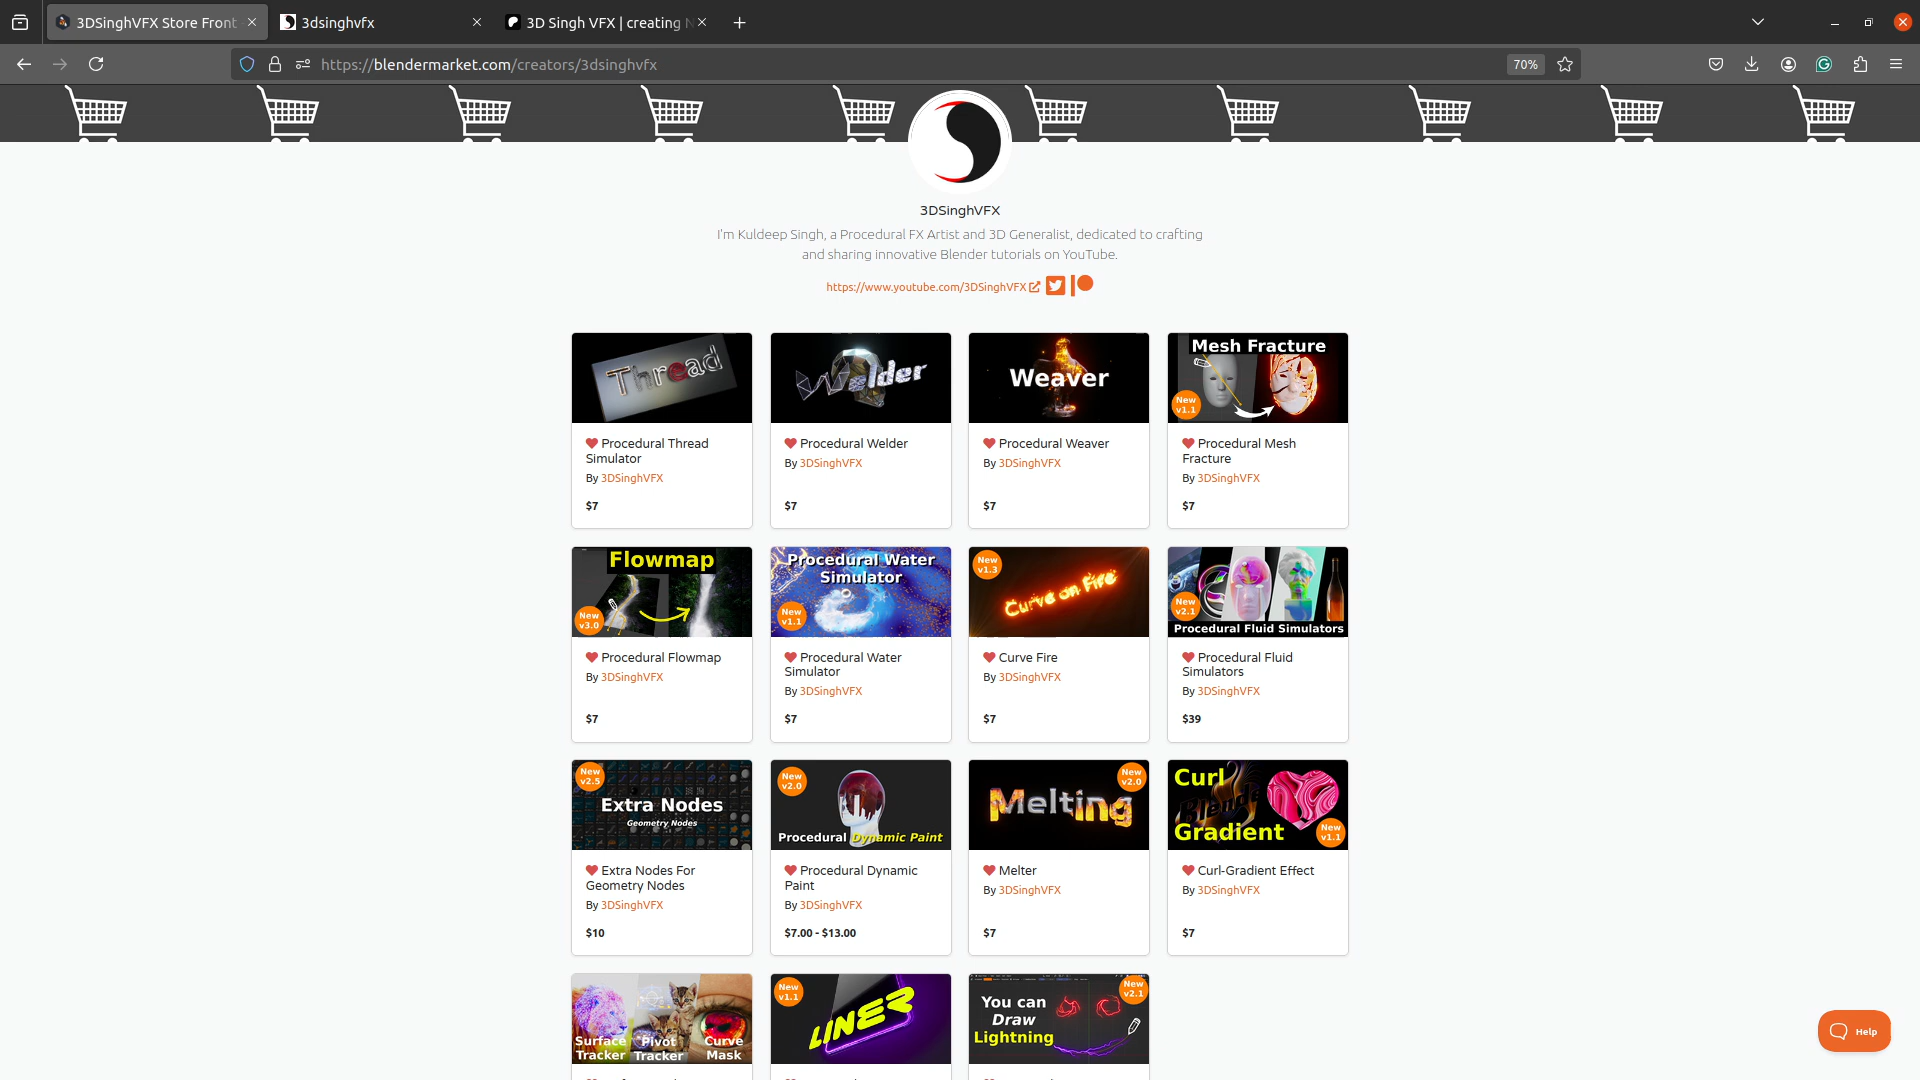 3DSinghVFX Store Front
3dsinghvfx
3D Singh VFX | creating N
https://blendermarket.com/creators/3dsinghvfx
70%
3DSinghVFX
I'm Kuldeep Singh, a Procedural FX Artist and 3D Generalist, dedicated to crafting
and sharing innovative Blender tutorials on YouTube.
https://www.youtube.com/3DSinghVFX
Thread
Procedural Thread
Simulator
By 3DSinghVFX
$7
Welder
Procedural Welder
By 3DSinghVFX
$7
Weaver
Procedural Weaver
By 3DSinghVFX
$7
Mesh Fracture
New
v1.1
Procedural Mesh
Fracture
By 3DSinghVFX
$7
Flowmap
New
v3.0
Procedural Flowmap
By 3DSinghVFX
$7
Procedural Water
Simulator
New
v1.1
Procedural Water
Simulator
By 3DSinghVFX
$7
New
v1.3
Curve on Fire
Curve Fire
By 3DSinghVFX
$7
New
v2.1
Procedural Fluid Simulators
Procedural Fluid
Simulators
By 3DSinghVFX
$39
New
v2.5
Extra Nodes
Geometry Nodes
Extra Nodes For
Geometry Nodes
By 3DSinghVFX
$10
New
v2.0
Procedural Dynamic Paint
Procedural Dynamic
Paint
By 3DSinghVFX
$7.00 - $13.00
New
v2.0
Melting
Melter
By 3DSinghVFX
$7
Curl
Gradient
New
v1.1
Curl-Gradient Effect
By 3DSinghVFX
$7
Surface
Tracker
Pivot
Tracker
Curve
Mask
New
v1.1
LINER
New
v2.1
You can
Draw
Lightning
Help